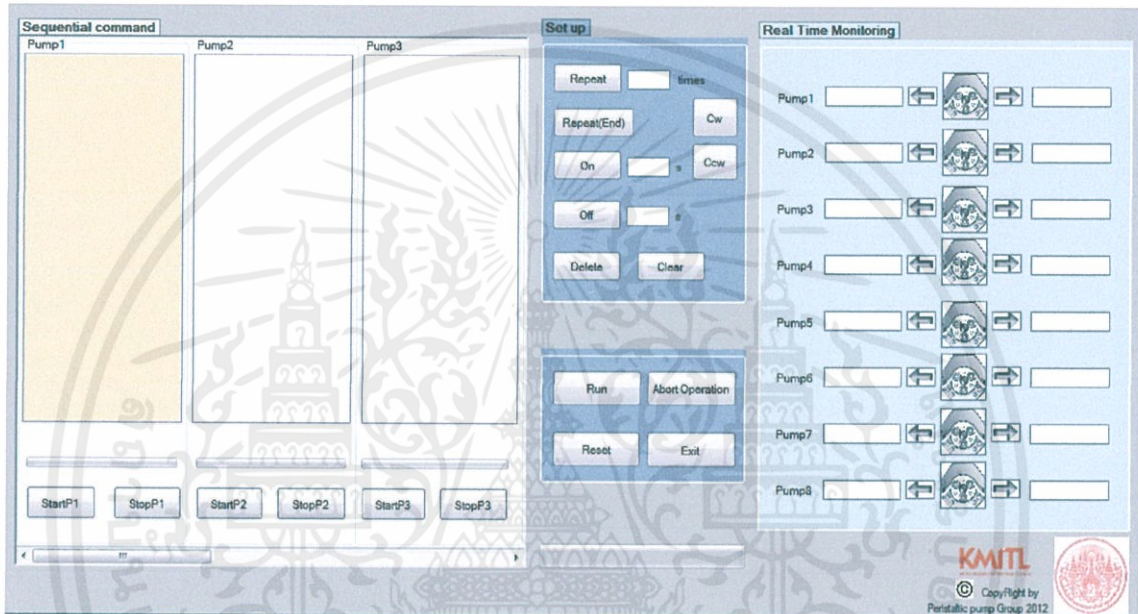 Sequential command
Pump1 Pump2 Pump3
StartP1 StopP1 StartP2 StopP2 StartP3 StopP3
Set up
Repeat times
Repeat(End) Cw
On s Ccw
Off s
Delete Clear
Run Abort Operation
Reset Exit
Real Time Monitoring
Pump1
Pump2
Pump3
Pump4
Pump5
Pump6
Pump7
Pump8
KMITL
© CopyRight by
Peristaltic pump Group 2012